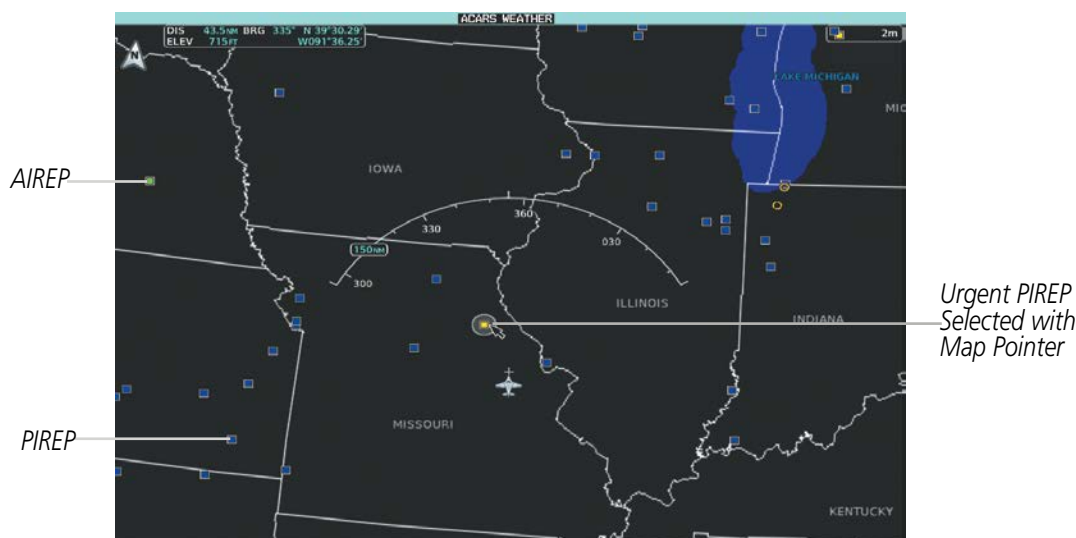 ACARS WEATHER
DIS 43.5NM BRG 335° N 39°30.29'
ELEV 715FT W091°36.25'
N
2m
LAKE MICHIGAN
MIC
IOWA
AIREP
360
330
030
150NM
300
ILLINOIS
INDIANA
Urgent PIREP
Selected with
Map Pointer
MISSOURI
PIREP
KENTUCKY